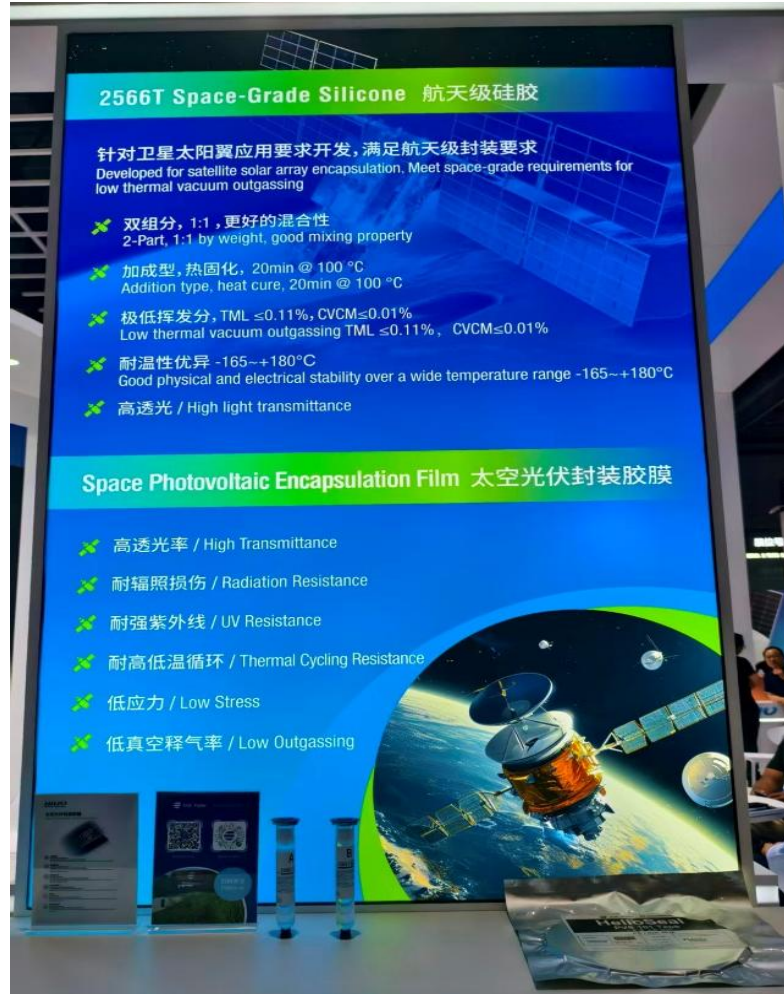 2566T Space-Grade Silicone 航天级硅胶
针对卫星太阳翼应用要求开发,满足航天级封装要求
Developed for satellite solar array encapsulation. Meet space-grade requirements for
low thermal vacuum outgassing
双组分, 1:1 ,更好的混合性
2-Part, 1:1 by weight, good mixing property
加成型,热固化, 20min @ 100 °C
Addition type, heat cure, 20min @ 100 °C
极低挥发分, TML ≤0.11%, CVCM≤0.01%
Low thermal vacuum outgassing TML ≤0.11%, CVCM≤0.01%
耐温性优异 -165~+180°C
Good physical and electrical stability over a wide temperature range -165~+180°C
高透光 / High light transmittance
Space Photovoltaic Encapsulation Film 太空光伏封装胶膜
高透光率 / High Transmittance
耐辐照损伤 / Radiation Resistance
耐强紫外线 / UV Resistance
耐高低温循环 / Thermal Cycling Resistance
低应力 / Low Stress
低真空释气率 / Low Outgassing
A
B
HelioSeal